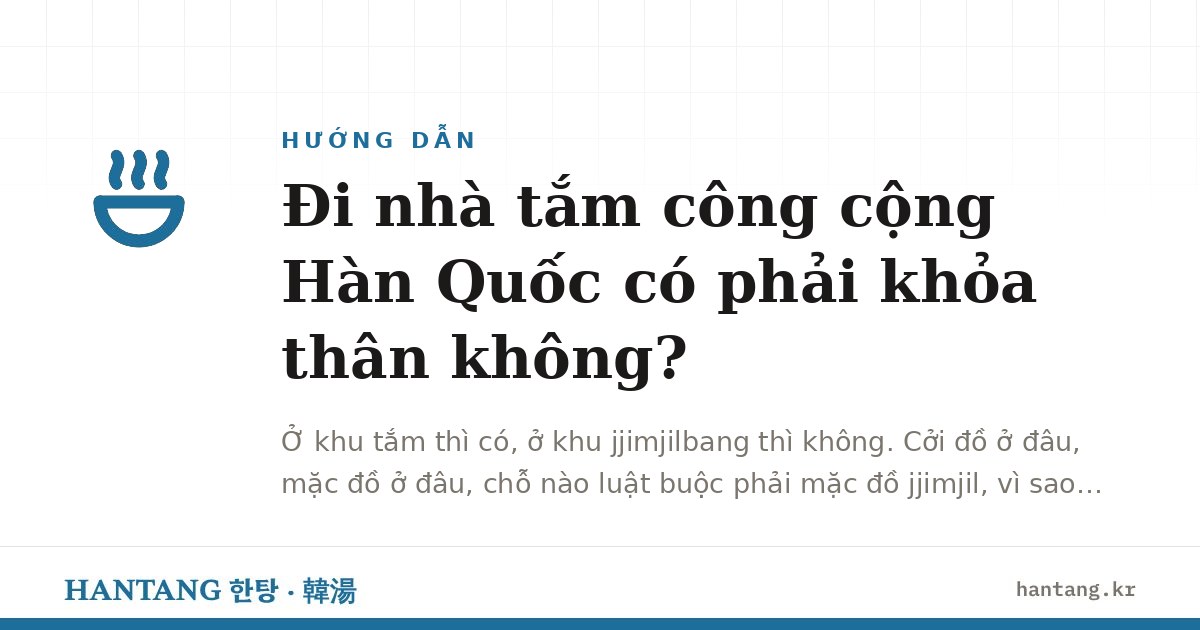 HƯỚNG DẪN
Đi nhà tắm công cộng
Hàn Quốc có phải khỏa
thân không?
Ở khu tắm thì có, ở khu jjimjilbang thì không. Cởi đồ ở đâu,
mặc đồ ở đâu, chỗ nào luật buộc phải mặc đồ jjimjil, vì sao…
HANTANG 한탕 · 韓湯
hantang.kr